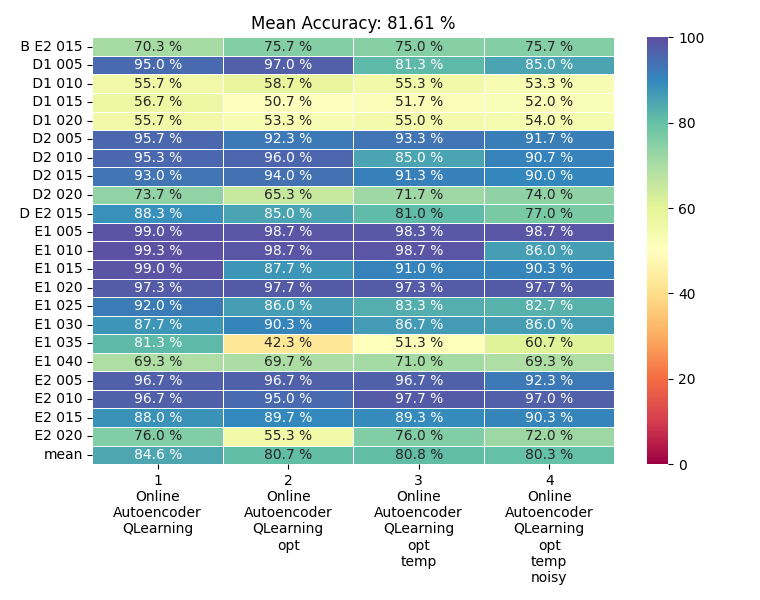 Mean Accuracy: 81.61 %
B E2 015 70.3 % 75.7 % 75.0 % 75.7 %
D1 005 95.0 % 97.0 % 81.3 % 85.0 %
D1 010 55.7 % 58.7 % 55.3 % 53.3 %
D1 015 56.7 % 50.7 % 51.7 % 52.0 %
D1 020 55.7 % 53.3 % 55.0 % 54.0 %
D2 005 95.7 % 92.3 % 93.3 % 91.7 %
D2 010 95.3 % 96.0 % 85.0 % 90.7 %
D2 015 93.0 % 94.0 % 91.3 % 90.0 %
D2 020 73.7 % 65.3 % 71.7 % 74.0 %
D E2 015 88.3 % 85.0 % 81.0 % 77.0 %
E1 005 99.0 % 98.7 % 98.3 % 98.7 %
E1 010 99.3 % 98.7 % 98.7 % 86.0 %
E1 015 99.0 % 87.7 % 91.0 % 90.3 %
E1 020 97.3 % 97.7 % 97.3 % 97.7 %
E1 025 92.0 % 86.0 % 83.3 % 82.7 %
E1 030 87.7 % 90.3 % 86.7 % 86.0 %
E1 035 81.3 % 42.3 % 51.3 % 60.7 %
E1 040 69.3 % 69.7 % 71.0 % 69.3 %
E2 005 96.7 % 96.7 % 96.7 % 92.3 %
E2 010 96.7 % 95.0 % 97.7 % 97.0 %
E2 015 88.0 % 89.7 % 89.3 % 90.3 %
E2 020 76.0 % 55.3 % 76.0 % 72.0 %
mean 84.6 % 80.7 % 80.8 % 80.3 %
1
Online
Autoencoder
QLearning
2
Online
Autoencoder
QLearning
opt
3
Online
Autoencoder
QLearning
opt
temp
4
Online
Autoencoder
QLearning
opt
temp
noisy
100
80
60
40
20
0